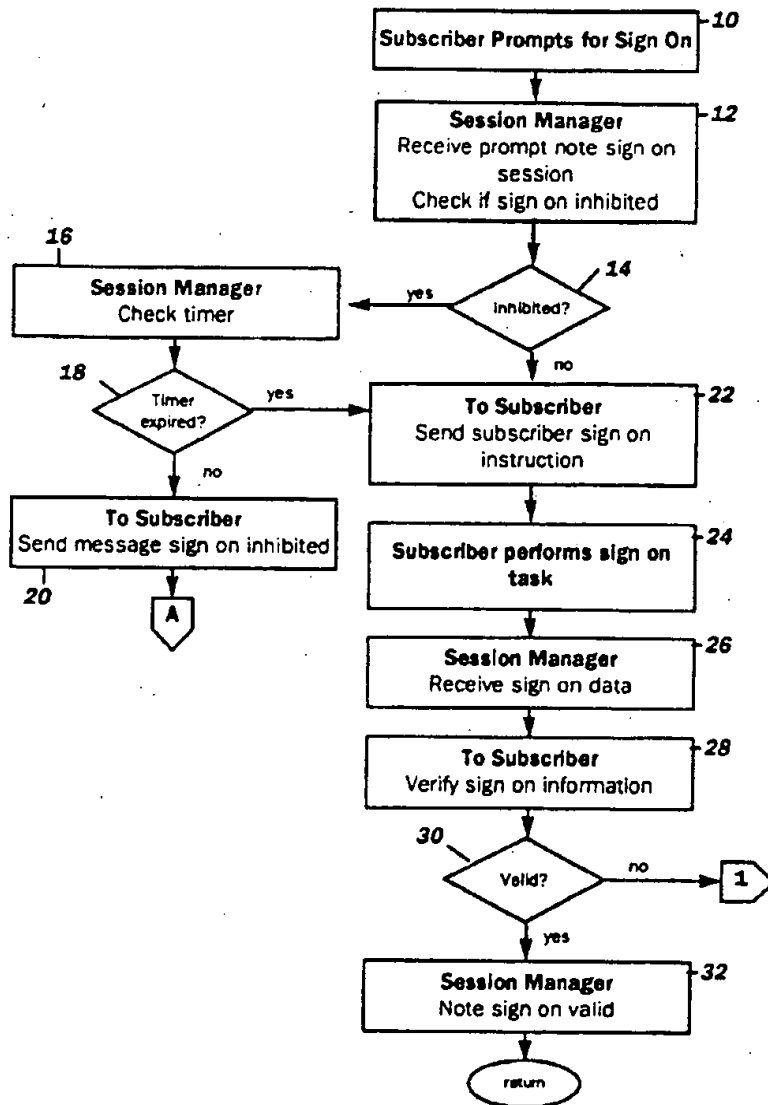 10
Subscriber Prompts for Sign On
12
Session Manager
Receive prompt note sign on
session
Check if sign on inhibited
14
inhibited?
yes
no
16
Session Manager
Check timer
18
Timer
expired?
yes
no
To Subscriber
Send message sign on inhibited
20
A
22
To Subscriber
Send subscriber sign on
instruction
24
Subscriber performs sign on
task
26
Session Manager
Receive sign on data
28
To Subscriber
Verify sign on information
30
Valid?
no
1
yes
32
Session Manager
Note sign on valid
return